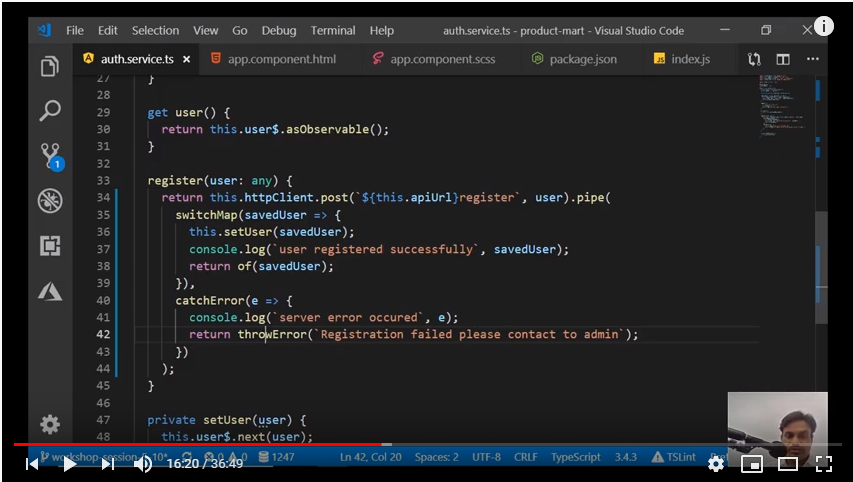 File Edit Selection View Go Debug Terminal Help auth.service.ts - product-mart - Visual Studio Code
auth.service.ts app.component.html app.component.scss package.json index.js
27 }
28
29 get user() {
30 return this.user$.asObservable();
31 }
32
33 register(user: any) {
34 return this.httpClient.post(`${this.apiUrl}register`, user).pipe(
35 switchMap(savedUser => {
36 this.setUser(savedUser);
37 console.log(`user registered successfully`, savedUser);
38 return of(savedUser);
39 }),
40 catchError(e => {
41 console.log(`server error occured`, e);
42 return throwError(`Registration failed please contact to admin`);
43 })
44 );
45 }
46
47 private setUser(user) {
48 this.user$.next(user);
1
JS
i
1247 Ln 42, Col 20 Spaces: 2 UTF-8 CRLF TypeScript 3.4.3 TSLint
16:20 / 36:49